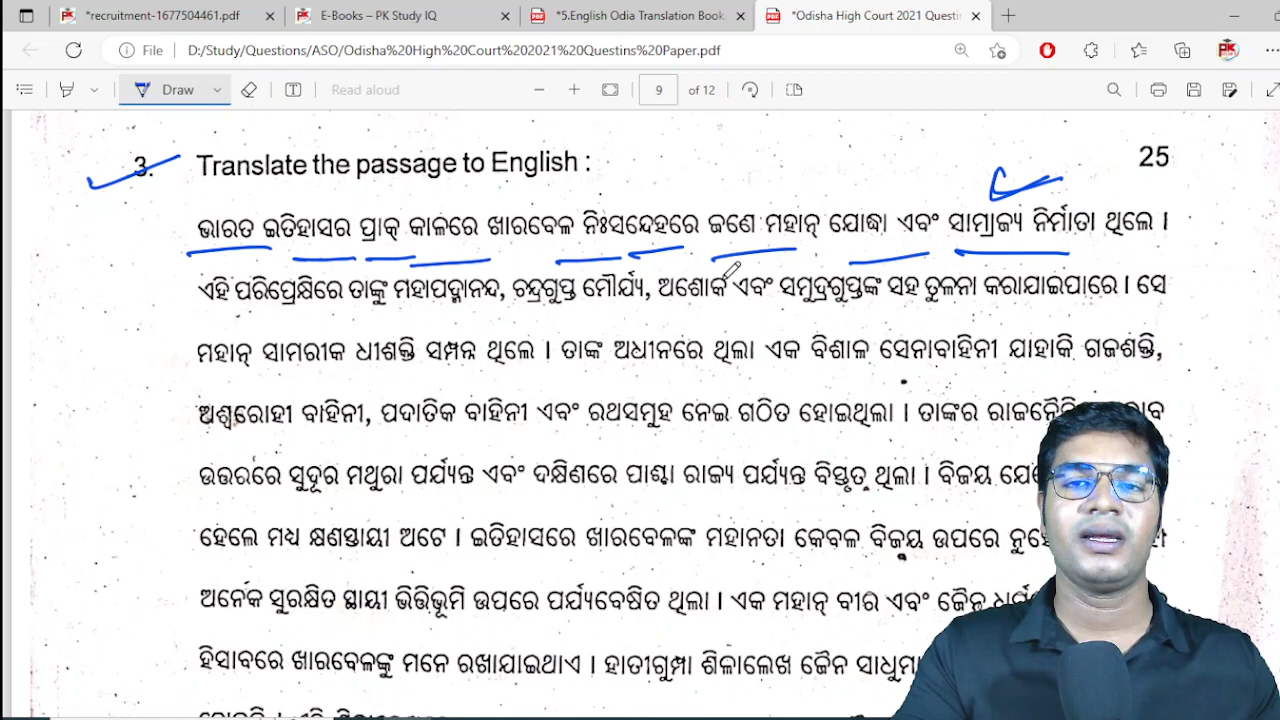 *recruitment-1677504461.pdf
E-Books – PK Study IQ
*5.English Odia Translation Book.
*Odisha High Court 2021 Questi
File
D:/Study/Questions/ASO/Odisha%20High%20Court%202021%20Questins%20Paper.pdf
Draw
Read aloud
9 of 12
3. Translate the passage to English : 25
ଭାରତ ଇତିହାସର ପ୍ରାକ୍ କାଳରେ ଖାରବେଳ ନିଃସନ୍ଦେହରେ ଜଣେ ମହାନ୍ ଯୋଦ୍ଧା ଏବଂ ସାମ୍ରାଜ୍ୟ ନିର୍ମାତା ଥିଲେ ।
ଏହି ପରିପ୍ରେକ୍ଷିରେ ତାଙ୍କୁ ମହାପଦ୍ମାନନ୍ଦ, ଚନ୍ଦ୍ରଗୁପ୍ତ ମୌର୍ଯ୍ୟ, ଅଶୋର୍କ ଏବଂ ସମୁଦ୍ରଗୁପ୍ତଙ୍କ ସହ ତୁଳନା କରାଯାଇପାରେ । ସେ
ମହାନ୍ ସାମରୀକ ଧୀଶକ୍ତି ସମ୍ପନ୍ନ ଥିଲେ । ତାଙ୍କ ଅଧୀନରେ ଥିଲା ଏକ ବିଶାଳ ସେନାବାହିନୀ ଯାହାକି ଗଜଶକ୍ତି,
ଅଶ୍ୱରୋହୀ ବାହିନୀ, ପଦାତିକ ବାହିନୀ ଏବଂ ରଥସମୁହ ନେଇ ଗଠିତ ହୋଇଥିଲା । ତାଙ୍କର
ଉତ୍ତରରେ ସୁଦୂର ମଥୁରା ପର୍ଯ୍ୟନ୍ତ ଏବଂ ଦକ୍ଷିଣରେ ପାଣ୍ଡା ରାଜ୍ୟ ପର୍ଯ୍ୟନ୍ତ ବିସ୍ତୃତ ଥିଲା । ବିଜୟ
ହେଲେ ମଧ୍ୟ କ୍ଷଣସ୍ତାୟୀ ଅଟେ । ଇତିହାସରେ ଖାରବେଳଙ୍କ ମହାନତା କେବଳ ବିଜୟ ଉପରେ
ଅର୍ନେକ ସୁରକ୍ଷିତ ସ୍ଥାୟୀ ଭିତ୍ତିଭୂମି ଉପରେ ପର୍ଯ୍ୟବେଷିତ ଥିଲା । ଏକ ମହାନ୍ ବୀର ଏବଂ ଜୈନ
ହିସାବରେ ଖାରବେଳଙ୍କୁ ମନେ ରଖାଯାଇଥାଏ । ହାତୀଗୁମ୍ପା ଶିଳାଲେଖ ଜୈନ